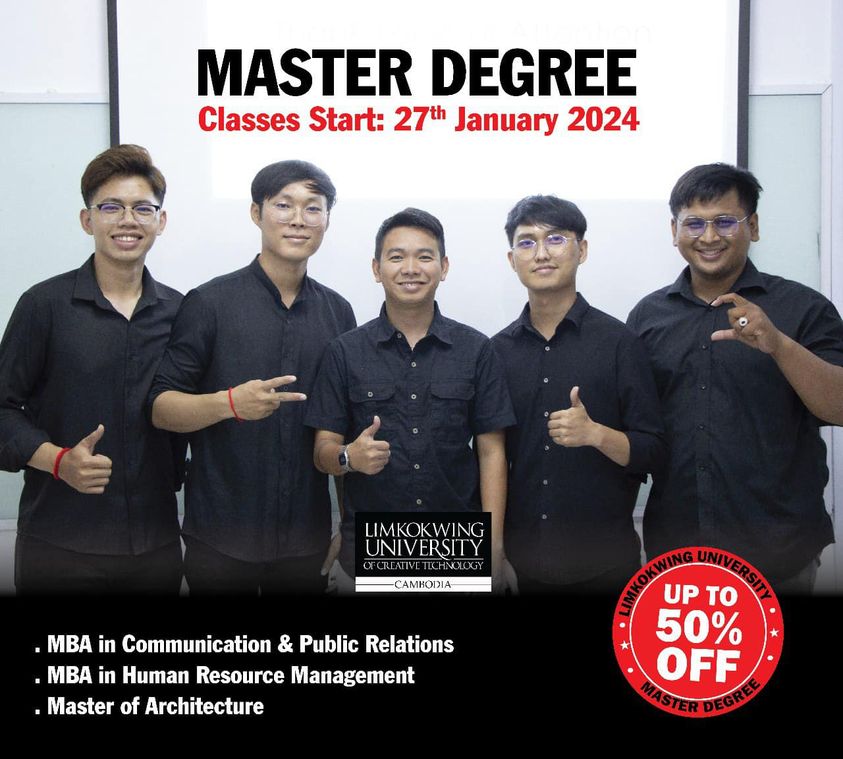 MASTER DEGREE
Classes Start: 27th January 2024
LIMKOKWING
UNIVERSITY
OF CREATIVE TECHNOLOGY
CAMBODIA
. MBA in Communication & Public Relations
. MBA in Human Resource Management
. Master of Architecture
LIMKOKWING UNIVERSITY
UP TO
50%
OFF
MASTER DEGREE